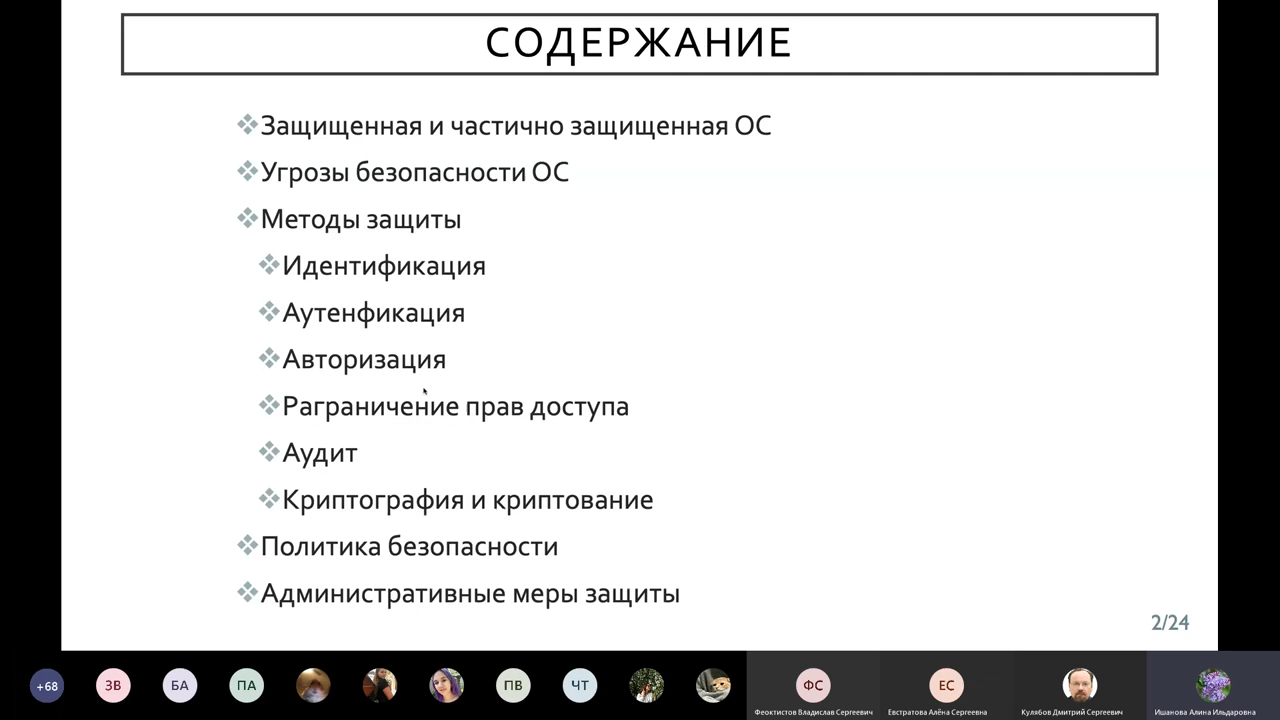 СОДЕРЖАНИЕ
Защищенная и частично защищенная ОС
Угрозы безопасности ОС
Методы защиты
Идентификация
Аутенфикация
Авторизация
Раграничение прав доступа
Аудит
Криптография и криптование
Политика безопасности
Административные меры защиты
2/24
+68 ЗВ БА ПА ПВ ЧТ ФС ЕС
Феоктистов Владислав Сергеевич Евстратова Алёна Сергеевна Кулябов Дмитрий Сергеевич Ишанова Алина Ильдаровна